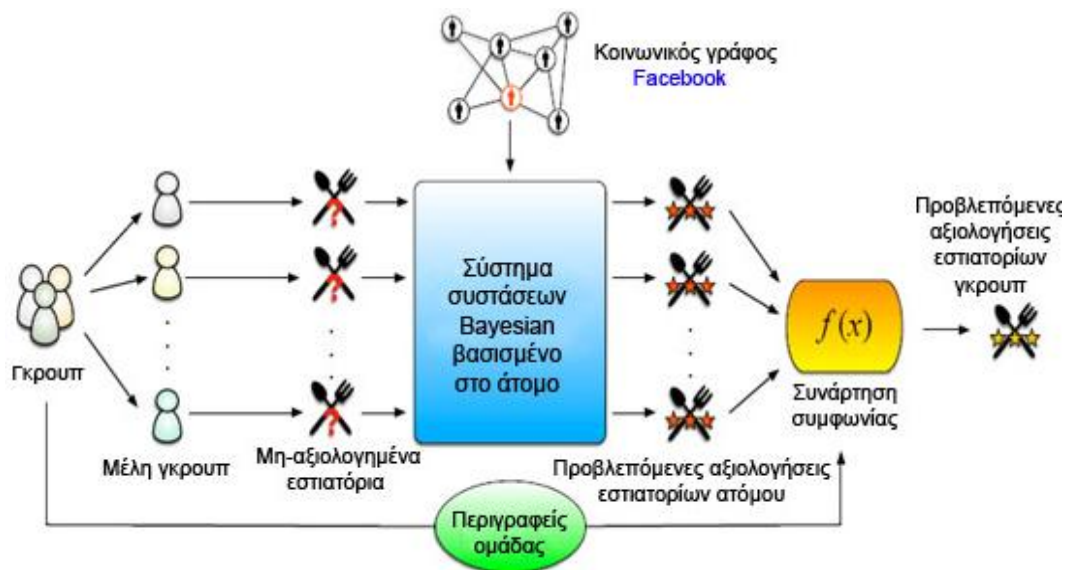 Κοινωνικός γράφος
Facebook
Προβλεπόμενες
αξιολογήσεις
εστιατορίων
γκρουπ
Σύστημα
συστάσεων
Bayesian
βασισμένο
στο άτομο
f(x)
Γκρουπ
Συνάρτηση
συμφωνίας
Μέλη γκρουπ
Μη-αξιολογημένα
εστιατόρια
Προβλεπόμενες αξιολογήσεις
εστιατορίων ατόμου
Περιγραφείς
ομάδας